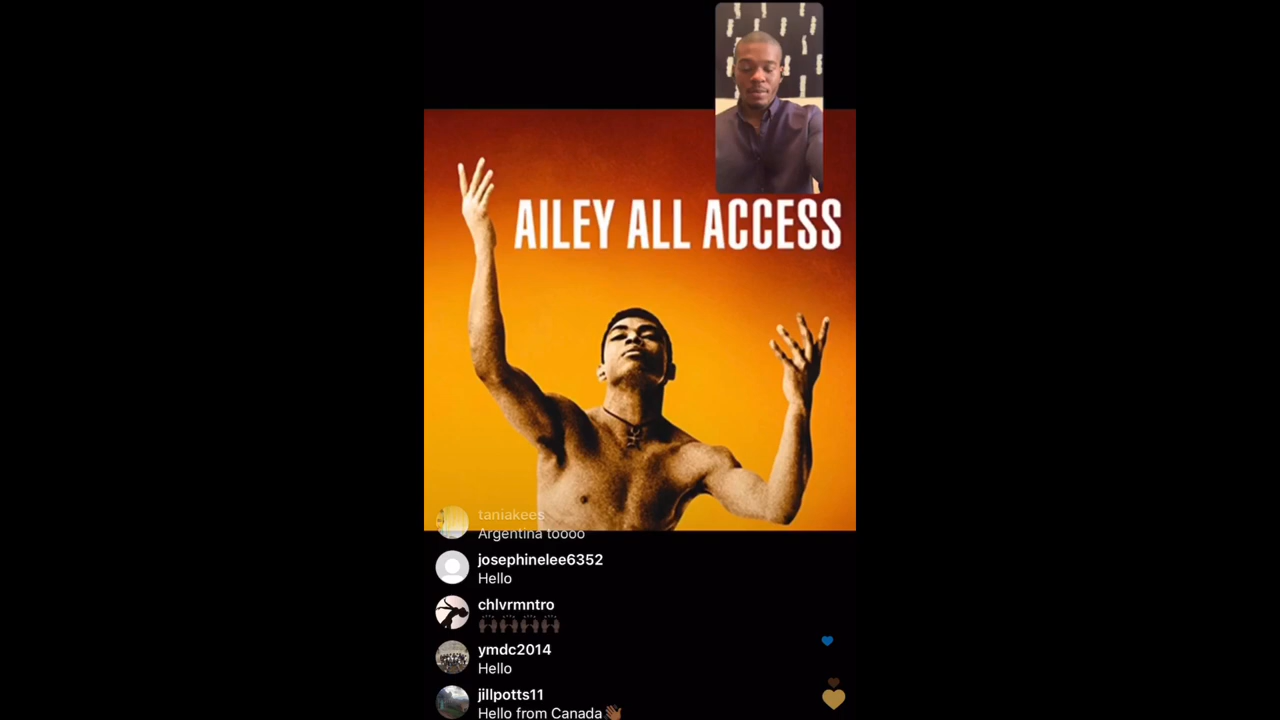 AILEY ALL ACCESS
taniakees
Argentina toooo
josephinelee6352
Hello
chlvrmntro
🙌🏿🙌🏿🙌🏿🙌🏿
ymdc2014
Hello
jillpotts11
Hello from Canada👋🏾